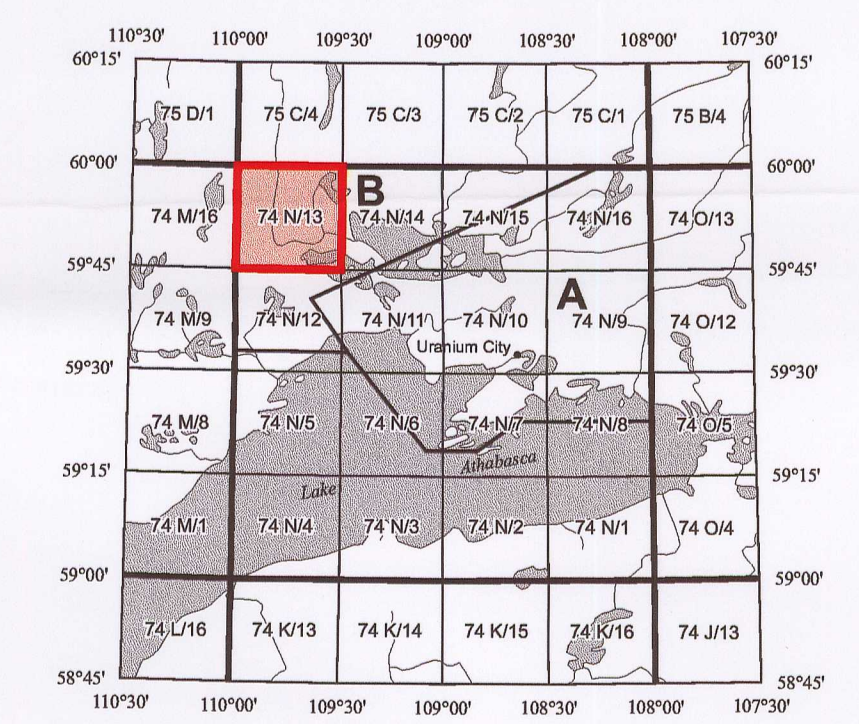 110°30' 110°00' 109°30' 109°00' 108°30' 108°00' 107°30'
60°15' 60°15'
75 D/1 75 C/4 75 C/3 75 C/2 75 C/1 75 B/4
60°00' 60°00'
B
74 M/16 74 N/13 74 N/14 74 N/15 74 N/16 74 O/13
59°45' 59°45'
A
74 M/9 74 N/12 74 N/11 74 N/10 74 N/9 74 O/12
Uranium City
59°30' 59°30'
74 M/8 74 N/5 74 N/6 74 N/7 74 N/8 74 O/5
Athabasca
59°15' 59°15'
Lake
74 M/1 74 N/4 74 N/3 74 N/2 74 N/1 74 O/4
59°00' 59°00'
74 L/16 74 K/13 74 K/14 74 K/15 74 K/16 74 J/13
58°45' 58°45'
110°30' 110°00' 109°30' 109°00' 108°30' 108°00' 107°30'